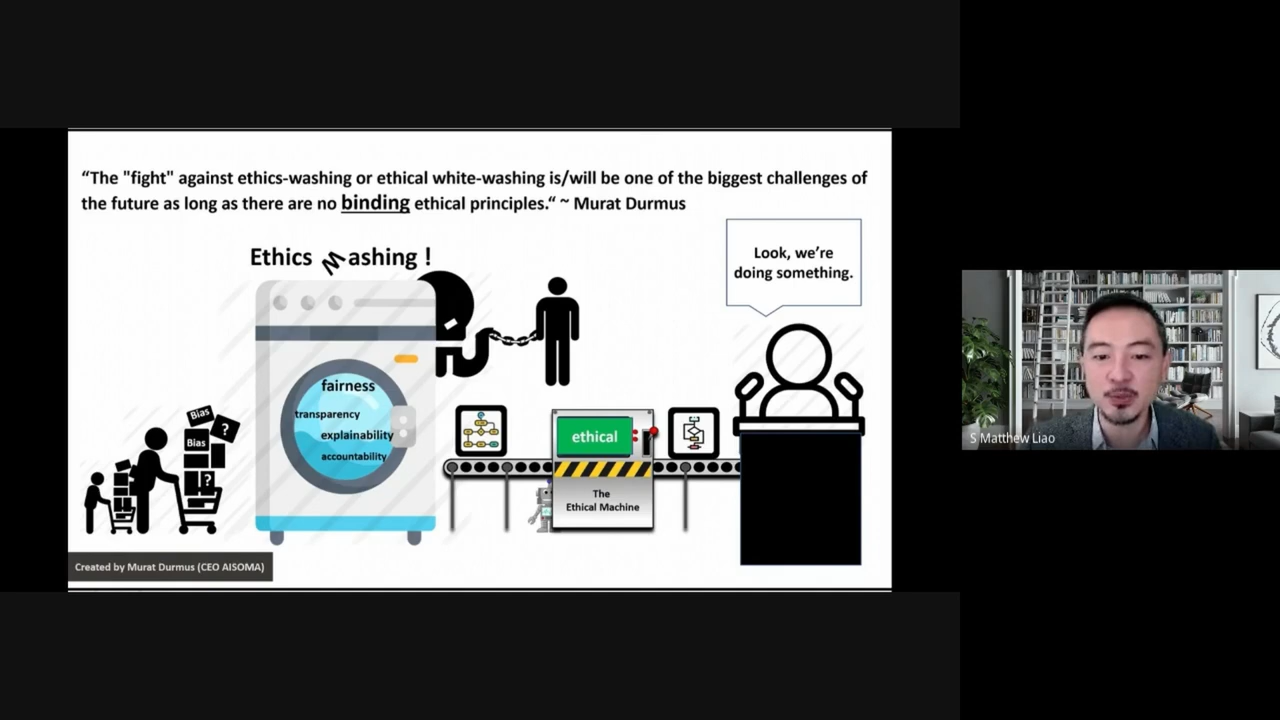 “The "fight" against ethics-washing or ethical white-washing is/will be one of the biggest challenges of
the future as long as there are no binding ethical principles.“ ~ Murat Durmus
Ethics Washing !
Look, we’re
doing something.
fairness
transparency
explainability
accountability
Bias
?
Bias
?
ethical
The
Ethical Machine
Created by Murat Durmus (CEO AISOMA)
S Matthew Liao